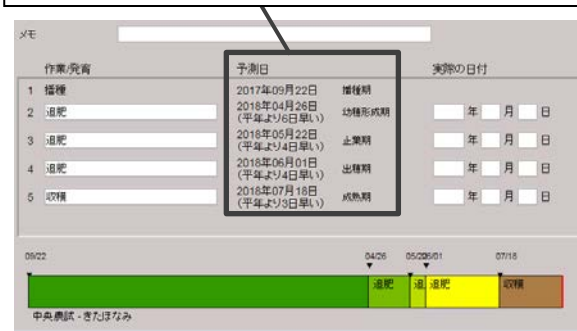 メモ
作業/発育 予測日 実際の日付
1 播種 2017年09月22日 播種期
2 追肥 2018年04月26日 (平年より6日早い) 幼穂形成期 年 月 日
3 追肥 2018年05月22日 (平年より4日早い) 止葉期 年 月 日
4 追肥 2018年06月01日 (平年より4日早い) 出穂期 年 月 日
5 収穫 2018年07月18日 (平年より3日早い) 成熟期 年 月 日
09/22 04/26 05/2206/01 07/18
追肥 追 追肥 収穫
中央農試 - きたほなみ